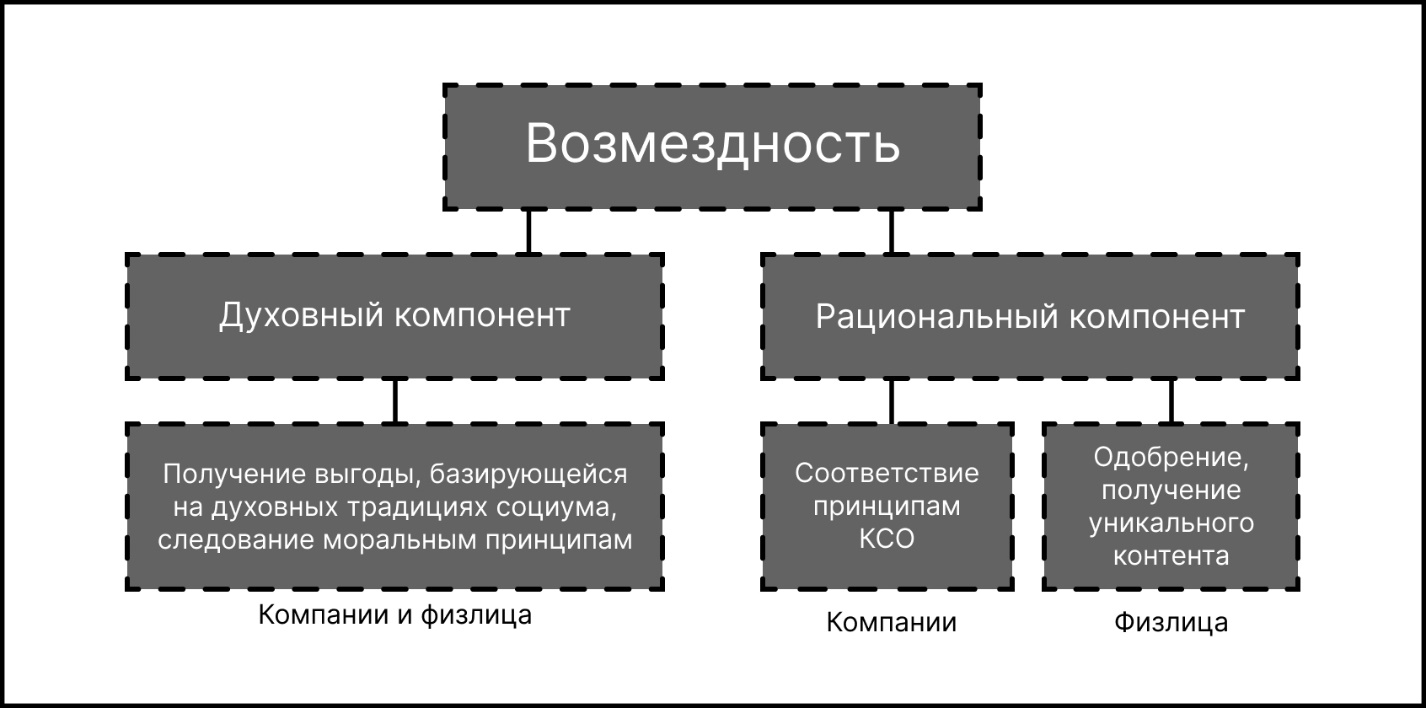 Возмездность
Духовный компонент
Рациональный компонент
Получение выгоды, базирующейся
на духовных традициях социума,
следование моральным принципам
Соответствие
принципам
КСО
Одобрение,
получение
уникального
контента
Компании и физлица
Компании
Физлица